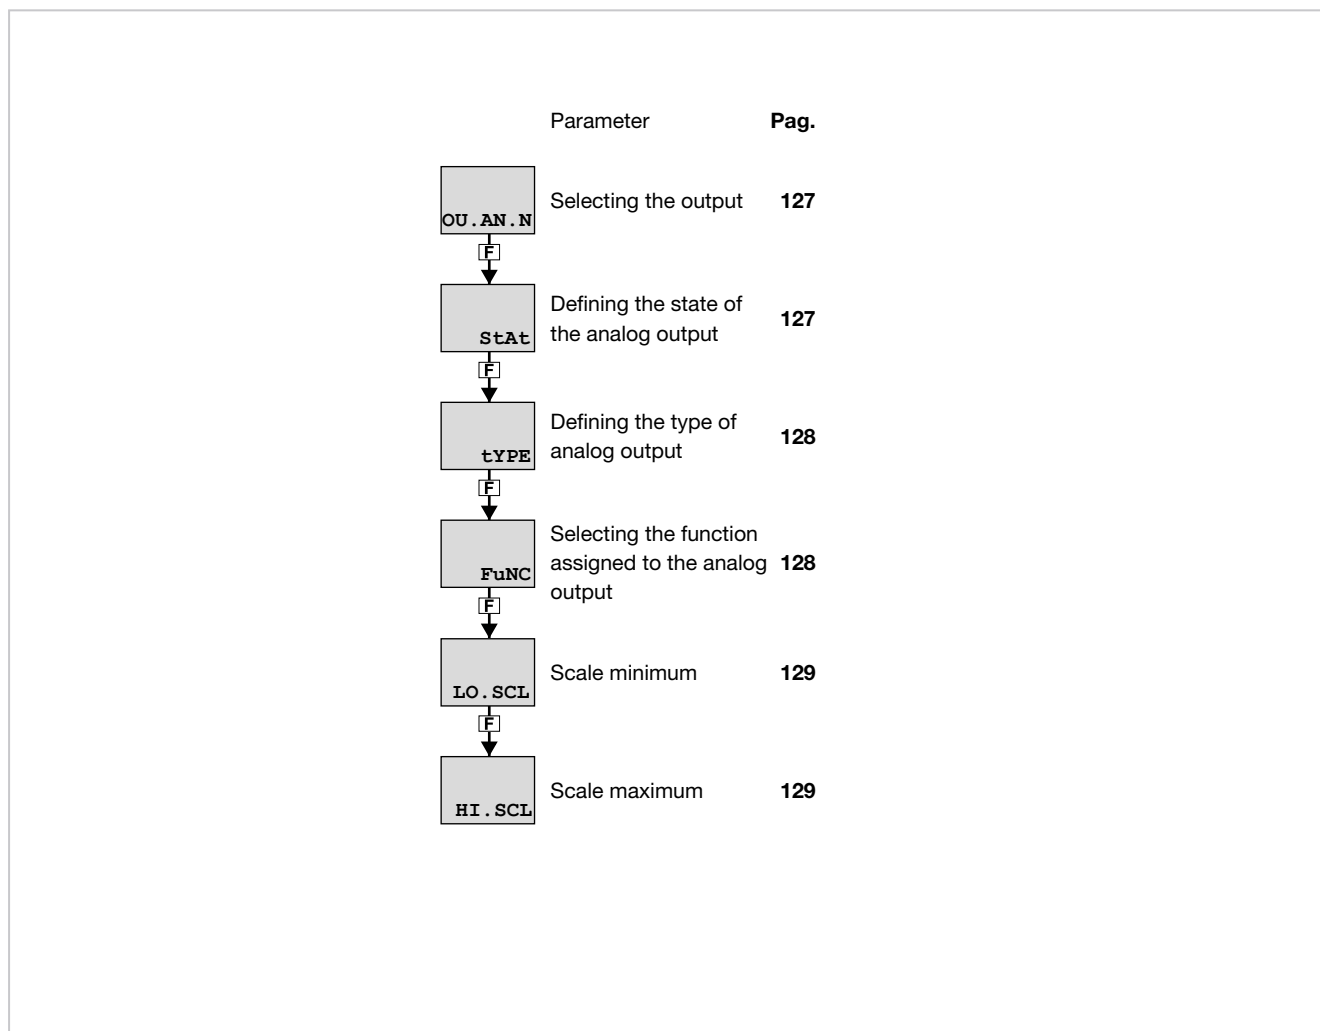 Parameter Pag.
OU.AN.N Selecting the output 127
F
StAt Defining the state of
the analog output 127
F
tYPE Defining the type of
analog output 128
F
FuNC Selecting the function
assigned to the analog 128
output
F
LO.SCL Scale minimum 129
F
HI.SCL Scale maximum 129